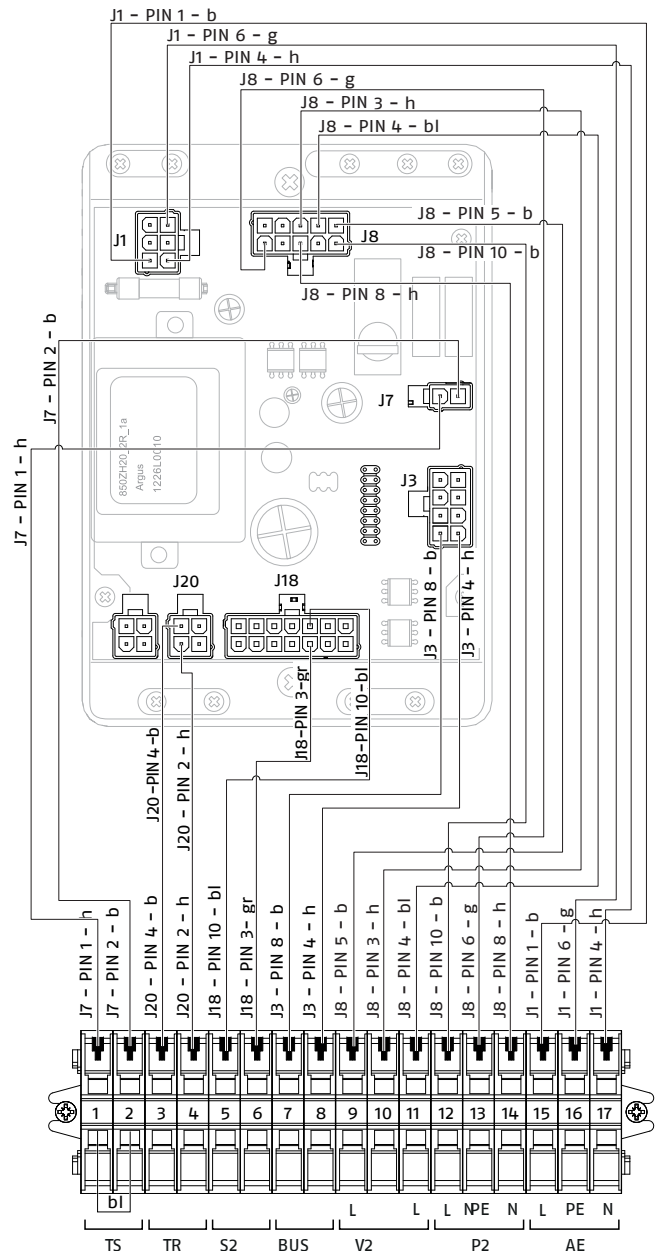 J1 - PIN 1 - b
J1 - PIN 6 - g
J1 - PIN 4 - h
J8 - PIN 6 - g
J8 - PIN 3 - h
J8 - PIN 4 - bl
J8 - PIN 5 - b
J1
J8
J8 - PIN 10 - b
J8 - PIN 8 - h
J7 - PIN 2 - b
J7
J7 - PIN 1 - h
850ZH20_2R_1a
Argus
1226L0010
J3
J3 - PIN 8 - b
J3 - PIN 4 - h
J20
J18
J18-PIN 3-gr
J18-PIN 10-bl
J20-PIN 4-b
J20 - PIN 2 - h
J7 - PIN 1 - h
J7 - PIN 2 - b
J20 - PIN 4 - b
J20 - PIN 2 - h
J18 - PIN 10 - bl
J18 - PIN 3- gr
J3 - PIN 8 - b
J3 - PIN 4 - h
J8 - PIN 5 - b
J8 - PIN 3 - h
J8 - PIN 4 - bl
J8 - PIN 10 - b
J8 - PIN 6 - g
J8 - PIN 8 - h
J1 - PIN 1 - b
J1 - PIN 6 - g
J1 - PIN 4 - h
1 2 3 4 5 6 7 8 9 10 11 12 13 14 15 16 17
bl
L L L NPE N L PE N
TS TR S2 BUS V2 P2 AE